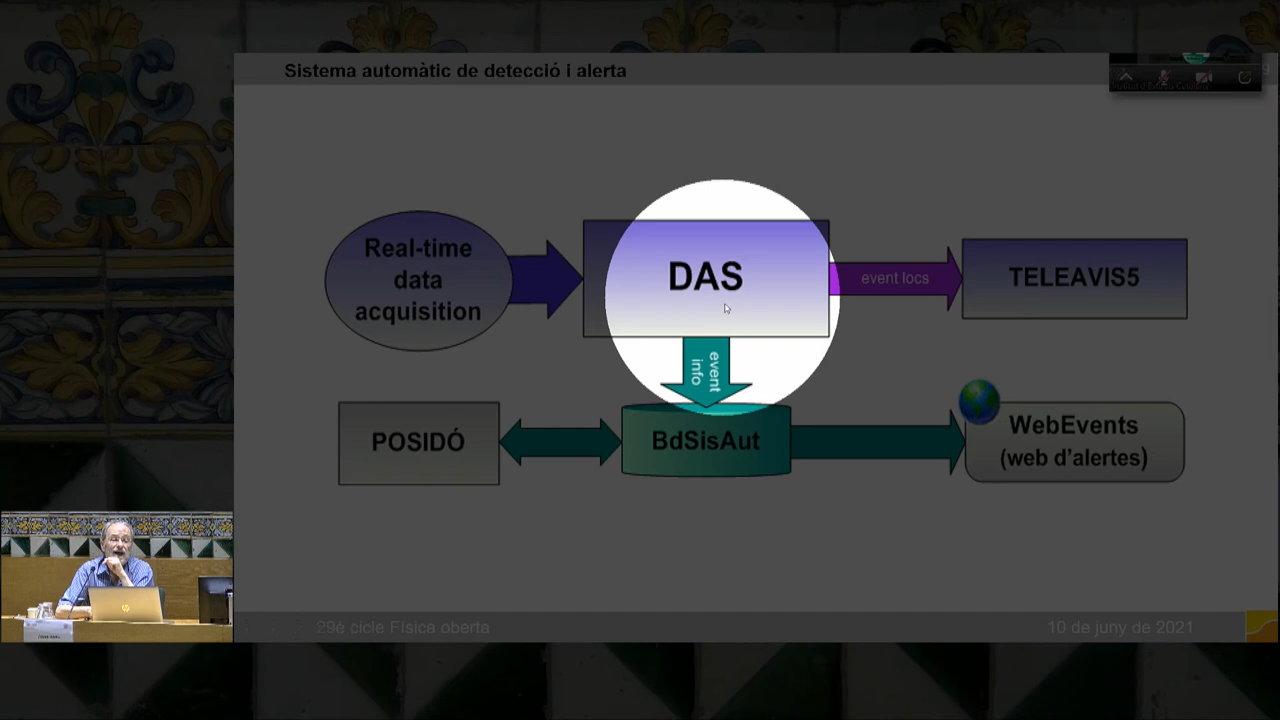 Sistema automàtic de detecció i alerta
Real-time
data
acquisition
DAS
event locs
TELEAVIS5
event
info
POSIDÓ
BdSisAut
WebEvents
(web d'alertes)
29è cicle Física oberta
10 de juny de 2021